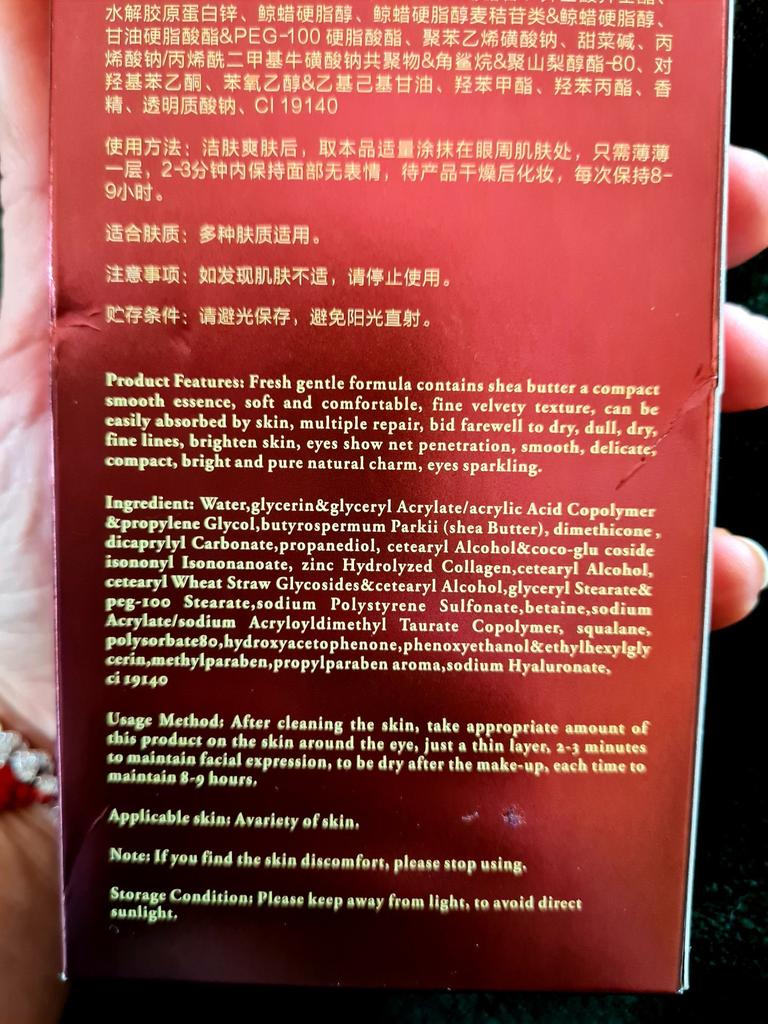 水解胶原蛋白锌、鲸蜡硬脂醇、鲸蜡硬脂醇麦秸苷类&鲸蜡硬脂醇、
甘油硬脂酸酯&PEG-100 硬脂酸酯、聚苯乙烯磺酸钠、甜菜碱、丙
烯酸钠/丙烯酰二甲基牛磺酸钠共聚物&角鲨烷&聚山梨醇酯-80、对
羟基苯乙酮、苯氧乙醇&乙基己基甘油、羟苯甲酯、羟苯丙酯、香
精、透明质酸钠、CI 19140
使用方法：洁肤爽肤后，取本品适量涂抹在眼周肌肤处，只需薄薄
一层，2-3分钟内保持面部无表情，待产品干燥后化妆，每次保持8-
9小时。
适合肤质：多种肤质适用。
注意事项：如发现肌肤不适，请停止使用。
贮存条件：请避光保存，避免阳光直射。
Product Features: Fresh gentle formula contains shea butter a compact
smooth essence, soft and comfortable, fine velvety texture, can be
easily absorbed by skin, multiple repair, bid farewell to dry, dull, dry,
fine lines, brighten skin, eyes show net penetration, smooth, delicate,
compact, bright and pure natural charm, eyes sparkling.
Ingredient: Water,glycerin&glyceryl Acrylate/acrylic Acid Copolymer
&propylene Glycol,butyrospermum Parkii (shea Butter), dimethicone,
dicaprylyl Carbonate,propanediol, cetearyl Alcohol&coco-glu coside
isononyl Isononanoate, zinc Hydrolyzed Collagen,cetearyl Alcohol,
cetearyl Wheat Straw Glycosides&cetearyl Alcohol,glyceryl Stearate&
peg-100 Stearate,sodium Polystyrene Sulfonate,betaine,sodium
Acrylate/sodium Acryloyldimethyl Taurate Copolymer, squalane,
polysorbate80,hydroxyacetophenone,phenoxyethanol&ethylhexylgly
cerin,methylparaben,propylparaben aroma,sodium Hyaluronate,
ci 19140
Usage Method: After cleaning the skin, take appropriate amount of
this product on the skin around the eye, just a thin layer, 2-3 minutes
to maintain facial expression, to be dry after the make-up, each time to
maintain 8-9 hours.
Applicable skin: Avariety of skin.
Note: If you find the skin discomfort, please stop using.
Storage Condition: Please keep away from light, to avoid direct
sunlight.